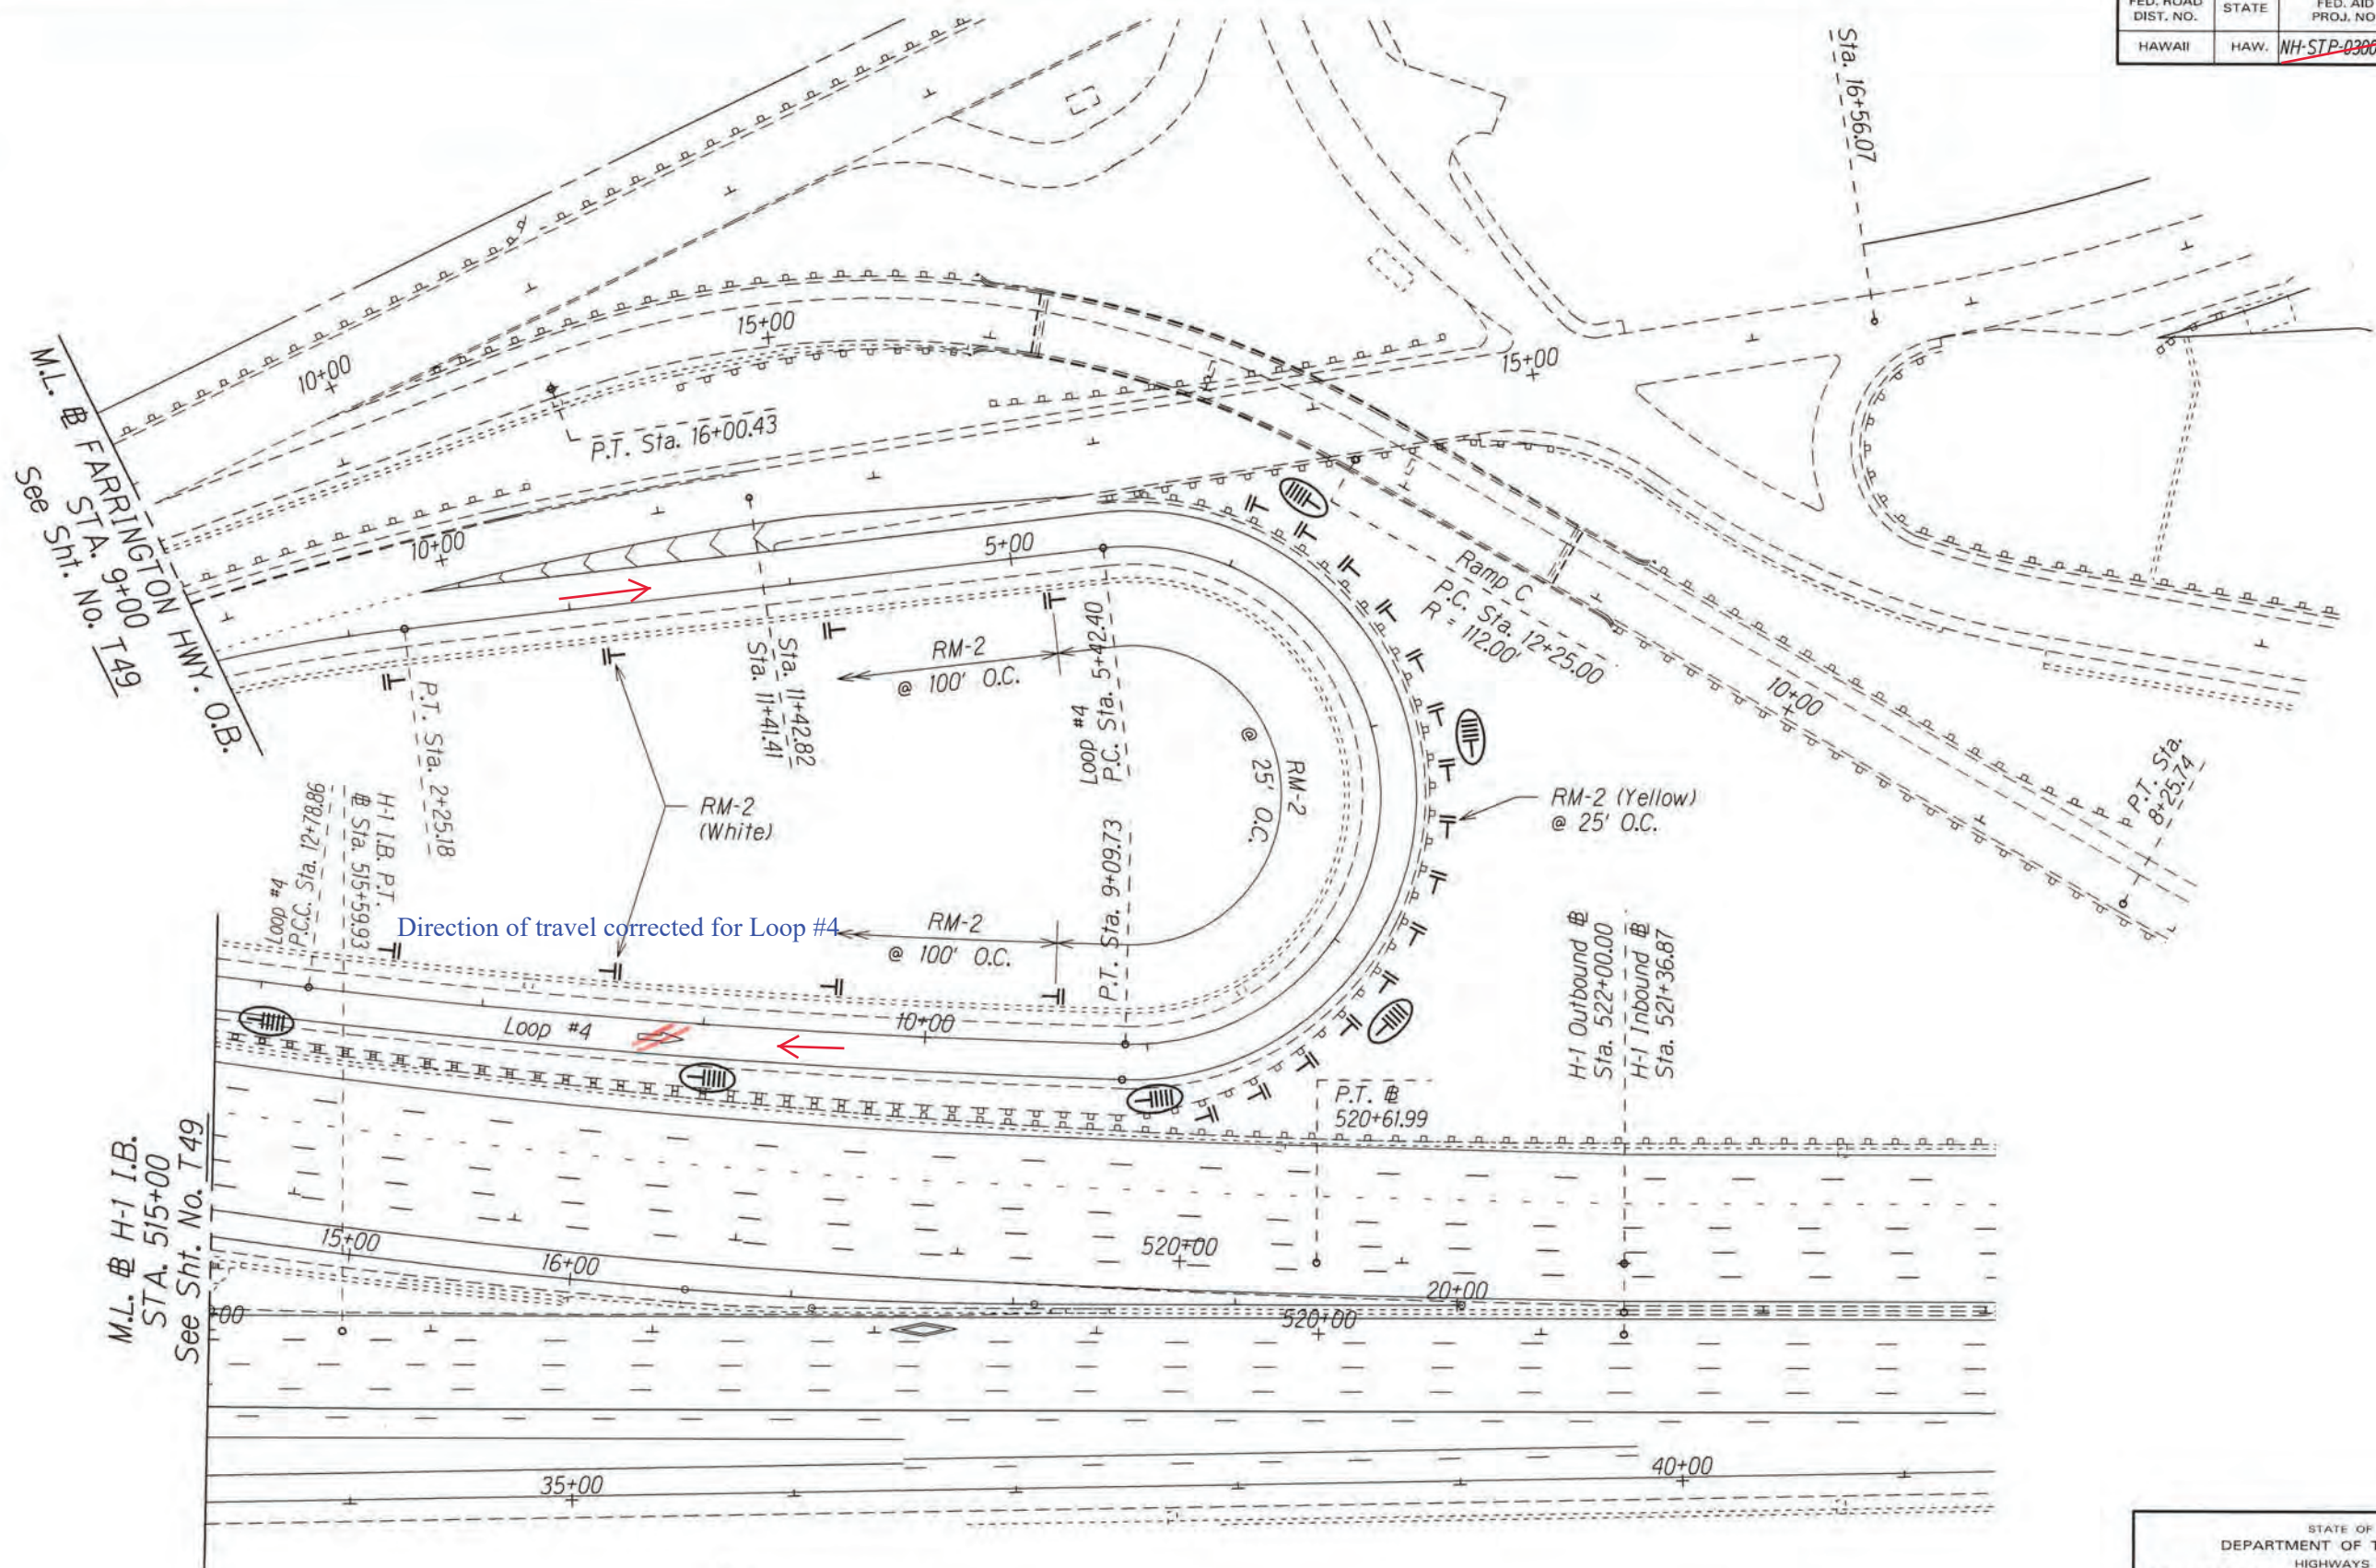 FED. ROAD
DIST. NO.
STATE
FED. AID
PROJ. NO
HAWAII
HAW.
NH-STP-0300
Sta. 16+56.07
10+00
15+00
15+00
P.T. Sta. 16+00.43
M.L. ⅊ FARRINGTON HWY. O.B.
STA. 9+00
See Sht. No. T49
10+00
5+00
Ramp C
P.C. Sta. 12+25.00
R = 112.00'
10+00
P.T. Sta.
8+25.74
P.T. Sta. 2+25.18
Sta. 11+42.82
Sta. 11+41.41
RM-2
@ 100' O.C.
Loop #4
P.C. Sta. 5+42.40
RM-2
@ 25' O.C.
RM-2
(White)
RM-2 (Yellow)
@ 25' O.C.
Loop #4
P.C.C. Sta. 12+78.86
H-1 I.B. P.T.
⅊ Sta. 515+59.93
Direction of travel corrected for Loop #4
RM-2
@ 100' O.C.
P.T. Sta. 9+09.73
H-1 Outbound ⅊
Sta. 522+00.00
H-1 Inbound ⅊
Sta. 521+36.87
Loop #4
10+00
P.T. ⅊
520+61.99
M.L. ⅊ H-1 I.B.
STA. 515+00
See Sht. No. T49
15+00
16+00
520+00
20+00
+00
520+00
35+00
40+00
STATE OF
DEPARTMENT OF T
HIGHWAYS